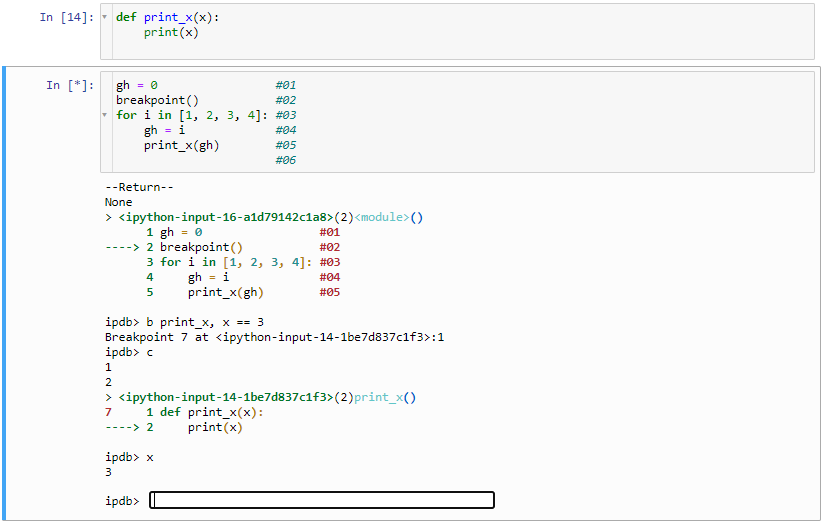 In [14]: def print_x(x):
    print(x)
In [*]: gh = 0 #01
breakpoint() #02
for i in [1, 2, 3, 4]: #03
    gh = i #04
    print_x(gh) #05
#06
--Return--
None
> <ipython-input-16-a1d79142c1a8>(2)<module>()
      1 gh = 0 #01
----> 2 breakpoint() #02
      3 for i in [1, 2, 3, 4]: #03
      4     gh = i #04
      5     print_x(gh) #05
ipdb> b print_x, x == 3
Breakpoint 7 at <ipython-input-14-1be7d837c1f3>:1
ipdb> c
1
2
> <ipython-input-14-1be7d837c1f3>(2)print_x()
7     1 def print_x(x):
----> 2     print(x)
ipdb> x
3
ipdb>